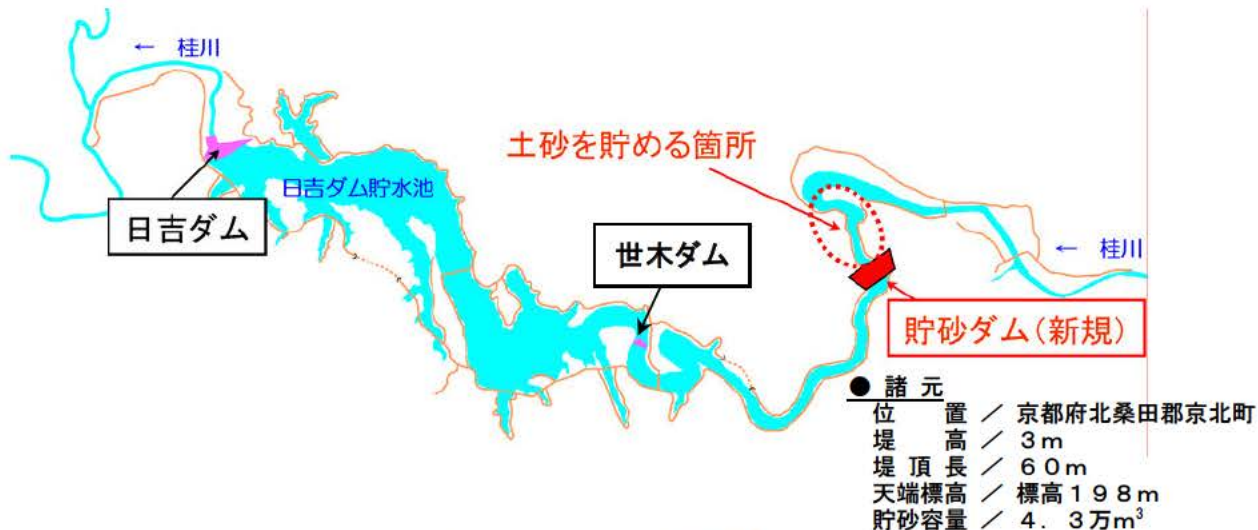 ← 桂川
土砂を貯める箇所
日吉ダム貯水池
日吉ダム
世木ダム
← 桂川
貯砂ダム(新規)
● 諸元
位 置 / 京都府北桑田郡京北町
堤 高 / 3m
堤頂長 / 60m
天端標高 / 標高198m
貯砂容量 / 4.3万m³